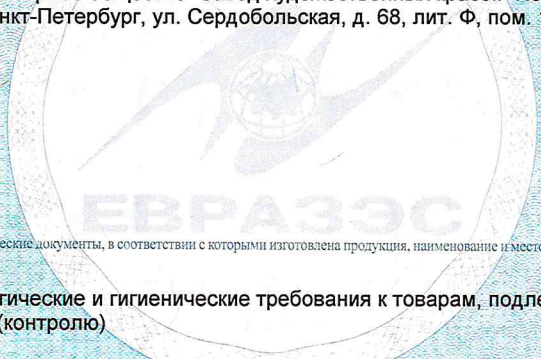 нкт-Петербург, ул. Сердобольская, д. 68, лит. Ф, пом.
ЕВРАЗЭС
еские документы, в соответствии с которыми изготовлена продукция, наименование и место
гические и гигиенические требования к товарам, подле
(контролю)